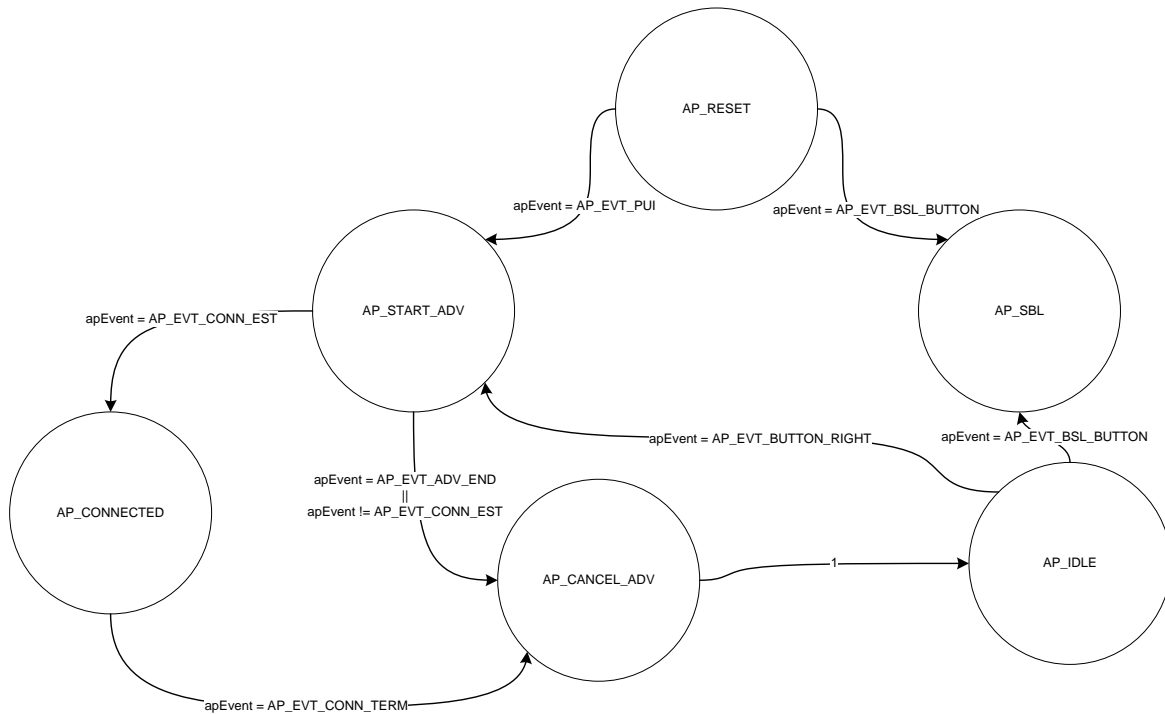 AP_RESET
apEvent = AP_EVT_PUI
apEvent = AP_EVT_BSL_BUTTON
AP_START_ADV
AP_SBL
apEvent = AP_EVT_CONN_EST
apEvent = AP_EVT_BUTTON_RIGHT
apEvent = AP_EVT_BSL_BUTTON
apEvent = AP_EVT_ADV_END
||
apEvent != AP_EVT_CONN_EST
AP_CONNECTED
AP_CANCEL_ADV
1
AP_IDLE
apEvent = AP_EVT_CONN_TERM